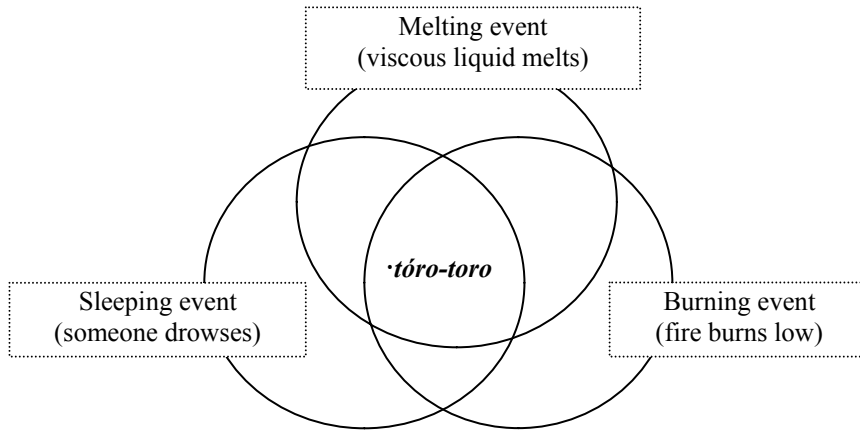 Melting event
(viscous liquid melts)
·tóro-toro
Sleeping event
(someone drowses)
Burning event
(fire burns low)